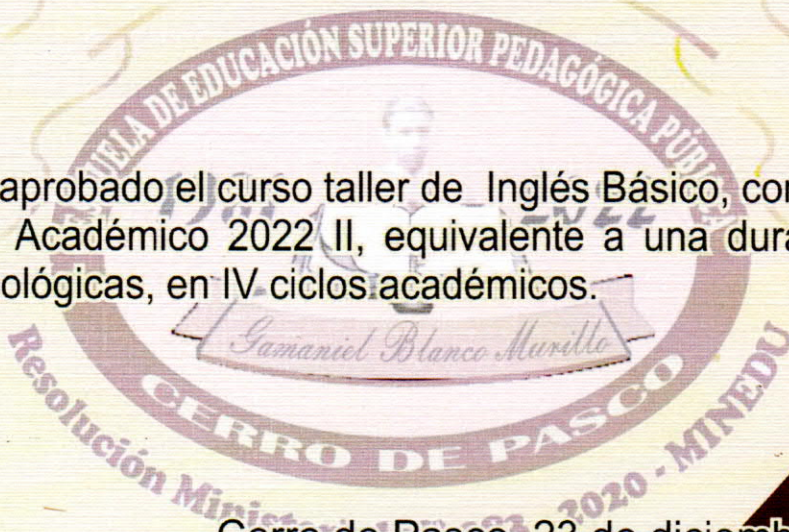 ESCUELA DE EDUCACIÓN SUPERIOR PEDAGÓGICA PÚBLICA
aprobado el curso taller de Inglés Básico, con
Académico 2022 II, equivalente a una dura
ológicas, en IV ciclos académicos.
Gamaniel Blanco Murillo
CERRO DE PASCO
Resolución 2020 - MINEDU
Cerro de Pasco, 23 de diciemb